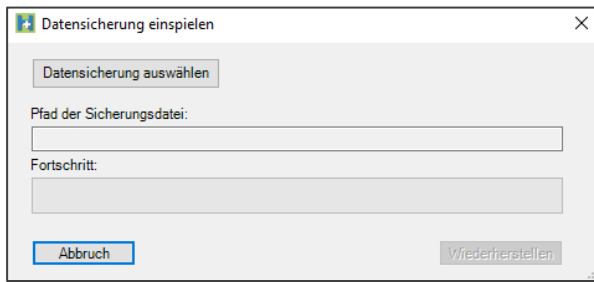 Datensicherung einspielen
Datensicherung auswählen
Pfad der Sicherungsdatei:
Fortschritt:
Abbruch
Wiederherstellen